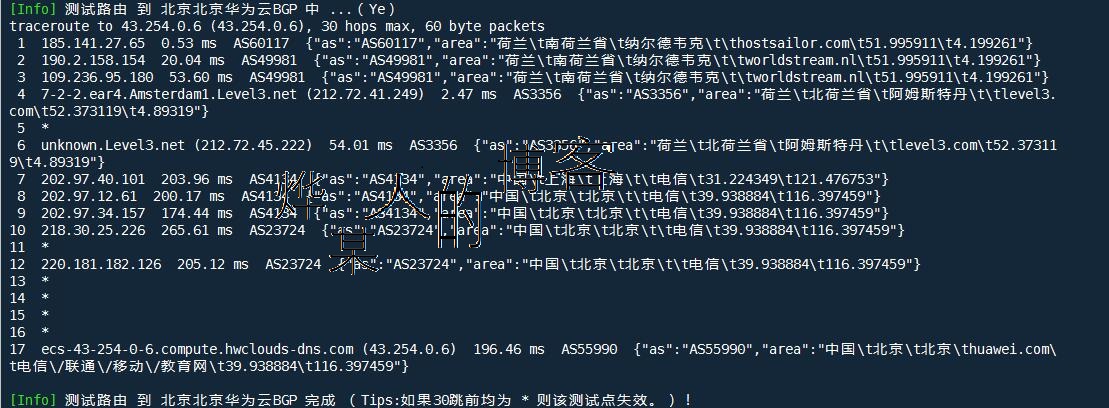 [Info] 测试路由 到 北京北京华为云BGP 中 ...(Ye)
traceroute to 43.254.0.6 (43.254.0.6), 30 hops max, 60 byte packets
1 185.141.27.65 0.53 ms AS60117 {"as":"AS60117","area":"荷兰\t南荷兰省\t纳尔德韦克\t\thostsailor.com\t51.995911\t4.199261"}
2 190.2.158.154 20.04 ms AS49981 {"as":"AS49981","area":"荷兰\t南荷兰省\t纳尔德韦克\t\tworldstream.nl\t51.995911\t4.199261"}
3 109.236.95.180 53.60 ms AS49981 {"as":"AS49981","area":"荷兰\t南荷兰省\t纳尔德韦克\t\tworldstream.nl\t51.995911\t4.199261"}
4 7-2-2.ear4.Amsterdam1.Level3.net (212.72.41.249) 2.47 ms AS3356 {"as":"AS3356","area":"荷兰\t北荷兰省\t阿姆斯特丹\t\tlevel3.
com\t52.373119\t4.89319"}
5 *
6 unknown.Level3.net (212.72.45.222) 54.01 ms AS3356 {"as":"AS3356","area":"荷兰\t北荷兰省\t阿姆斯特丹\t\tlevel3.com\t52.37311
9\t4.89319"}
7 202.97.40.101 203.96 ms AS4134 {"as":"AS4134","area":"中国\t上海\t上海\t\t电信\t31.224349\t121.476753"}
8 202.97.12.61 200.17 ms AS4134 {"as":"AS4134","area":"中国\t北京\t北京\t\t电信\t39.938884\t116.397459"}
9 202.97.34.157 174.44 ms AS4134 {"as":"AS4134","area":"中国\t北京\t北京\t\t电信\t39.938884\t116.397459"}
10 218.30.25.226 265.61 ms AS23724 {"as":"AS23724","area":"中国\t北京\t北京\t\t电信\t39.938884\t116.397459"}
11 *
12 220.181.182.126 205.12 ms AS23724 {"as":"AS23724","area":"中国\t北京\t北京\t\t电信\t39.938884\t116.397459"}
13 *
14 *
15 *
16 *
17 ecs-43-254-0-6.compute.hwclouds-dns.com (43.254.0.6) 196.46 ms AS55990 {"as":"AS55990","area":"中国\t北京\t北京\thuawei.com\
t电信\/联通\/移动\/教育网\t39.938884\t116.397459"}
[Info] 测试路由 到 北京北京华为云BGP 完成 (Tips:如果30跳前均为 * 则该测试点失效。)!
烨某人的博客